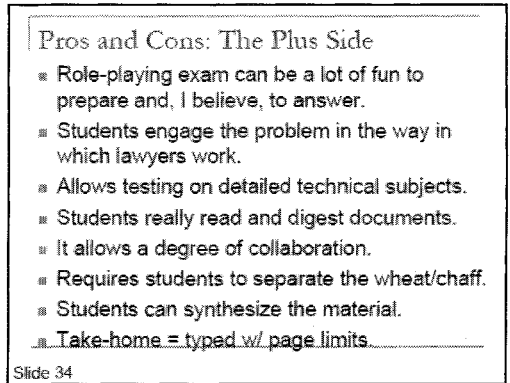 Pros and Cons: The Plus Side
▪ Role-playing exam can be a lot of fun to
prepare and, I believe, to answer.
▪ Students engage the problem in the way in
which lawyers work.
▪ Allows testing on detailed technical subjects.
▪ Students really read and digest documents.
▪ It allows a degree of collaboration.
▪ Requires students to separate the wheat/chaff.
▪ Students can synthesize the material.
▪ Take-home = typed w/ page limits.
Slide 34